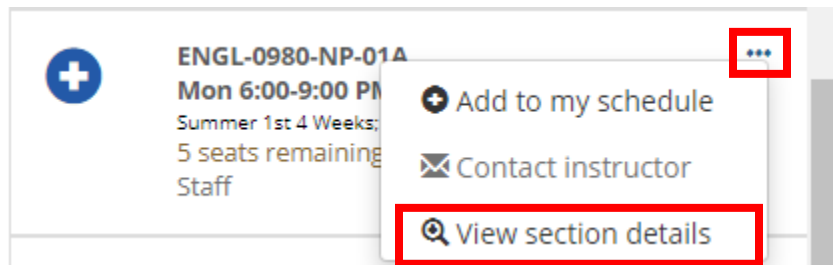 ENGL-0980-NP-01A
Mon 6:00-9:00
Summer 1st 4 Weeks;
5 seats remaining
Staff
Add to my schedule
Contact instructor
View section details